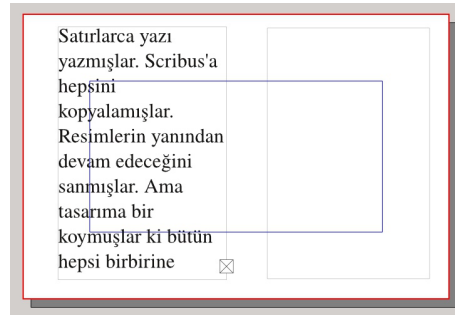 Satırlarca yazı
yazmışlar. Scribus'a
hepsini
kopyalamışlar.
Resimlerin yanından
devam edeceğini
sanmışlar. Ama
tasarıma bir
koymuşlar ki bütün
hepsi birbirine